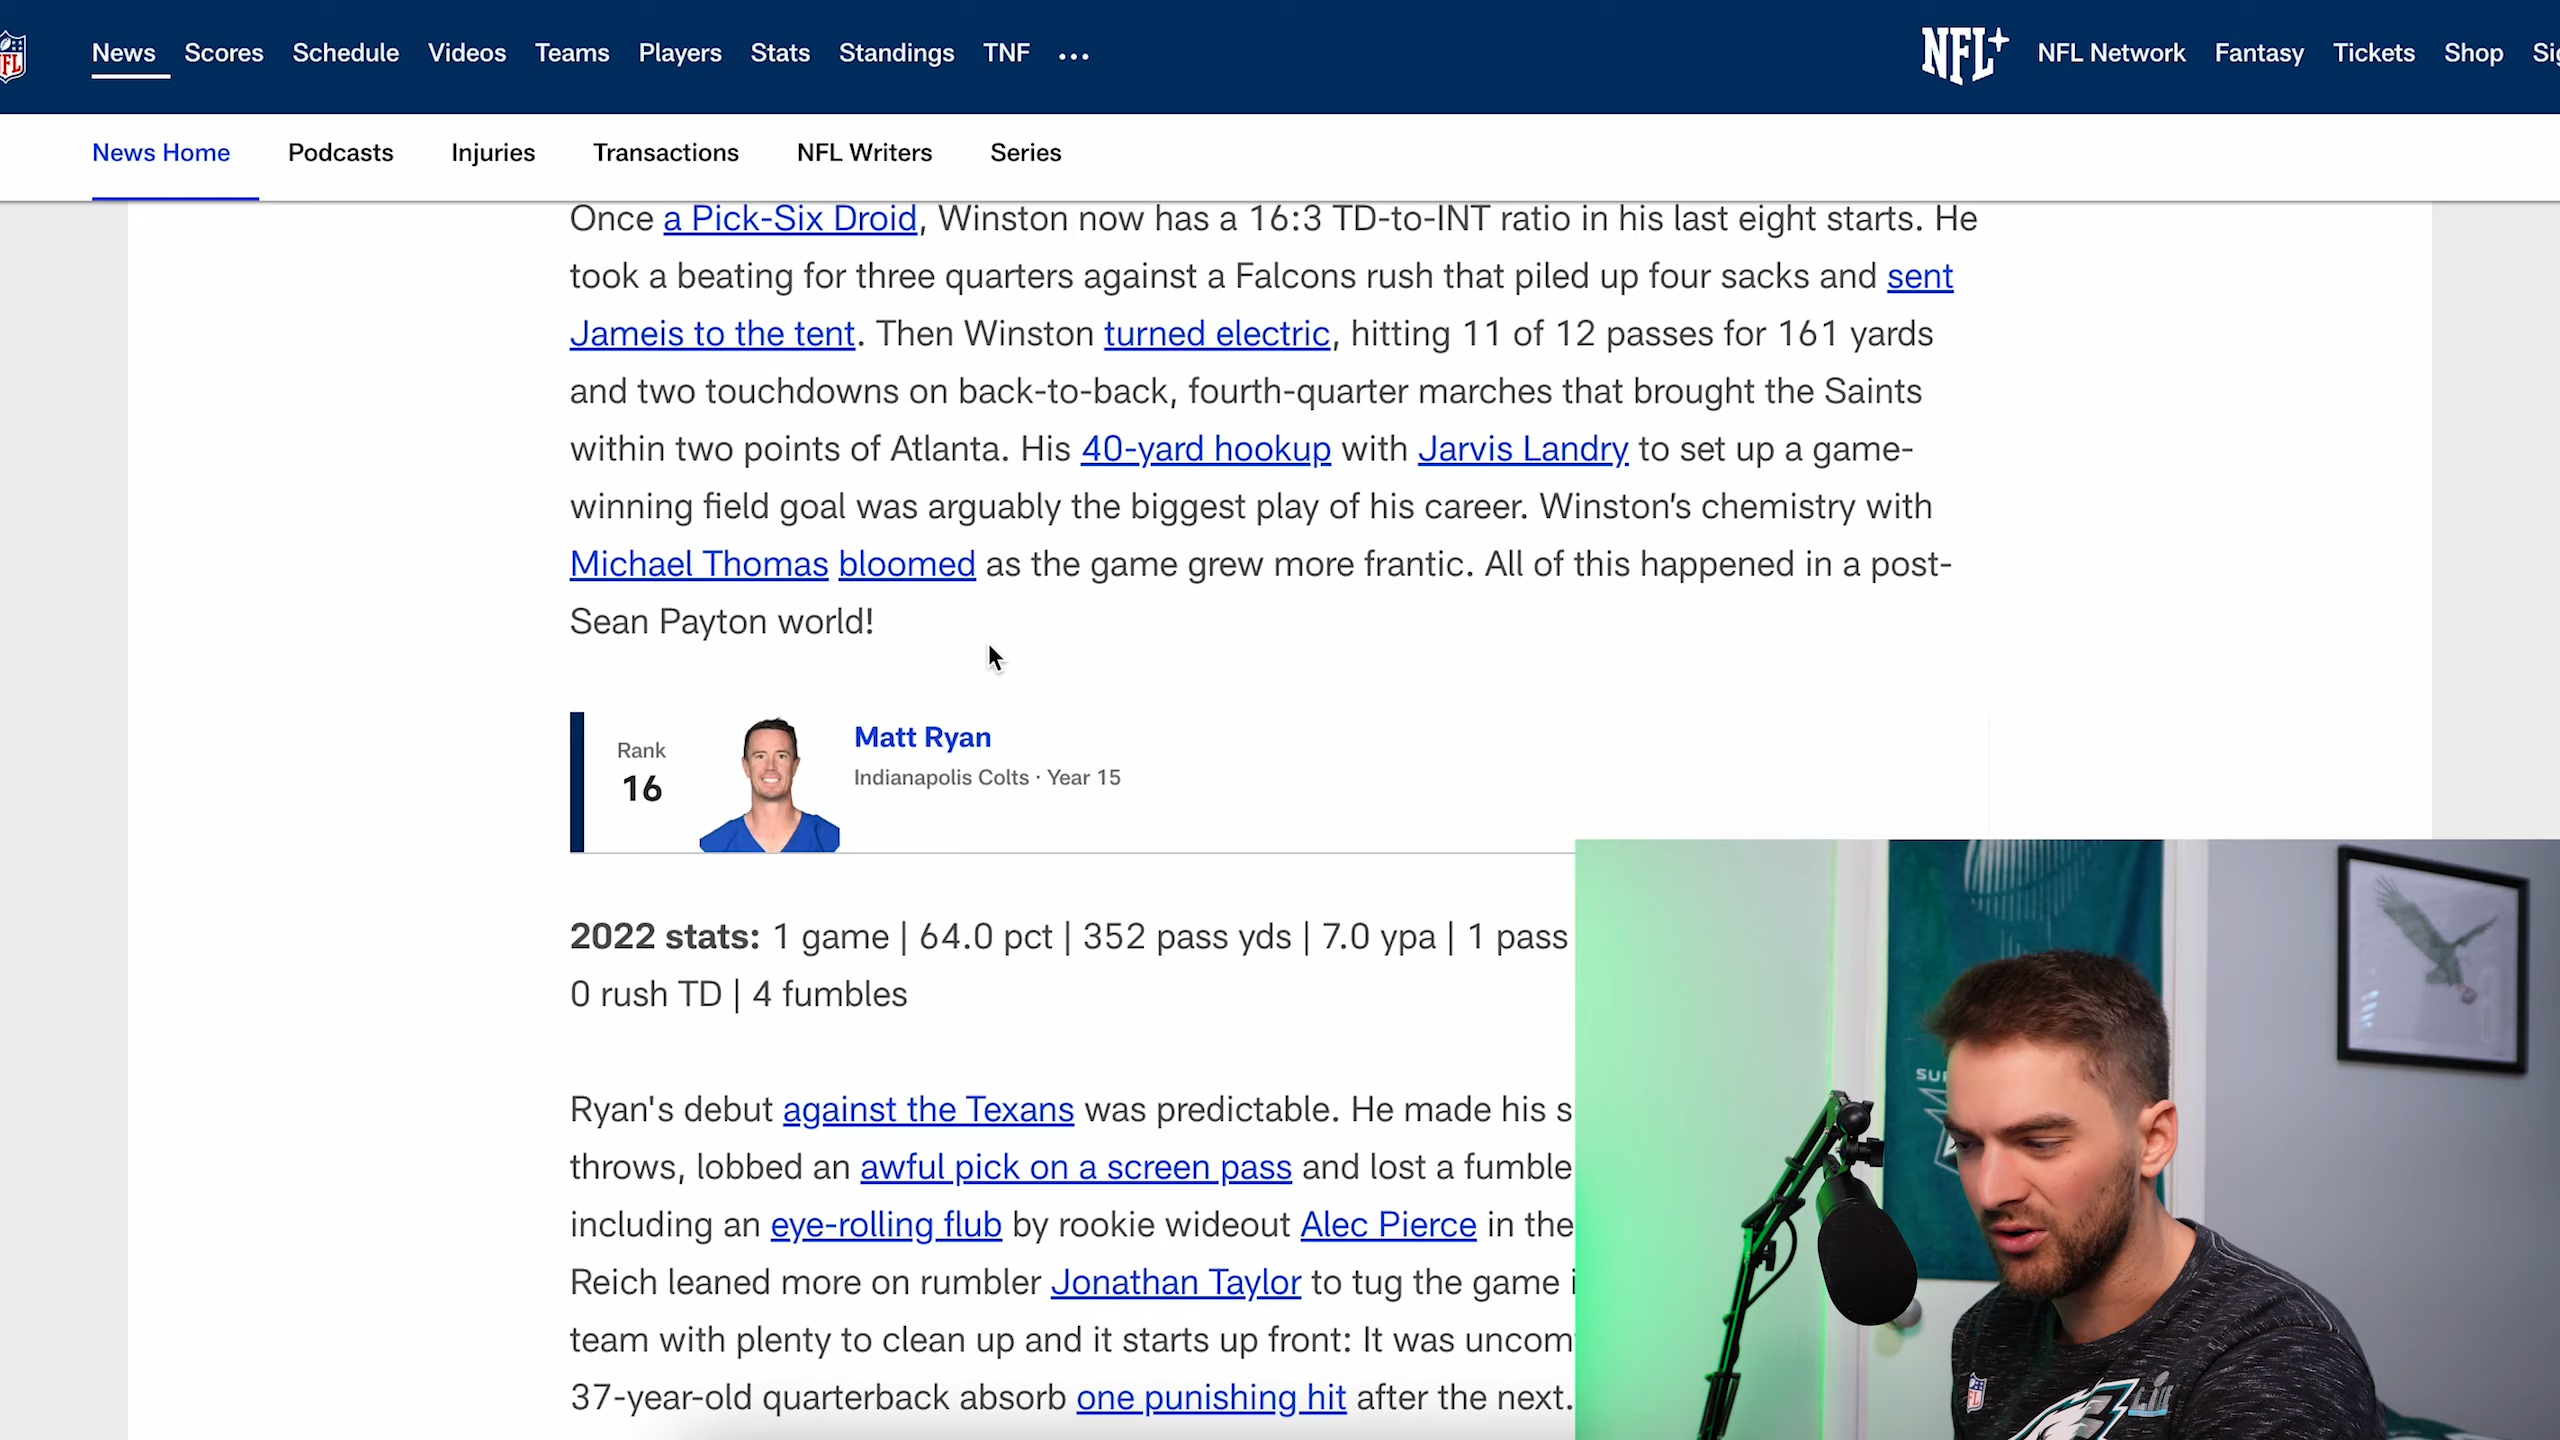 News Scores Schedule Videos Teams Players Stats Standings TNF ...
NFL+ NFL Network Fantasy Tickets Shop
News Home Podcasts Injuries Transactions NFL Writers Series
Once a Pick-Six Droid, Winston now has a 16:3 TD-to-INT ratio in his last eight starts. He
took a beating for three quarters against a Falcons rush that piled up four sacks and sent
Jameis to the tent. Then Winston turned electric, hitting 11 of 12 passes for 161 yards
and two touchdowns on back-to-back, fourth-quarter marches that brought the Saints
within two points of Atlanta. His 40-yard hookup with Jarvis Landry to set up a game-
winning field goal was arguably the biggest play of his career. Winston's chemistry with
Michael Thomas bloomed as the game grew more frantic. All of this happened in a post-
Sean Payton world!
Rank
16
Matt Ryan
Indianapolis Colts · Year 15
2022 stats: 1 game | 64.0 pct | 352 pass yds | 7.0 ypa | 1 pass
0 rush TD | 4 fumbles
Ryan's debut against the Texans was predictable. He made his s
throws, lobbed an awful pick on a screen pass and lost a fumble
including an eye-rolling flub by rookie wideout Alec Pierce in the
Reich leaned more on rumbler Jonathan Taylor to tug the game i
team with plenty to clean up and it starts up front: It was uncom
37-year-old quarterback absorb one punishing hit after the next.